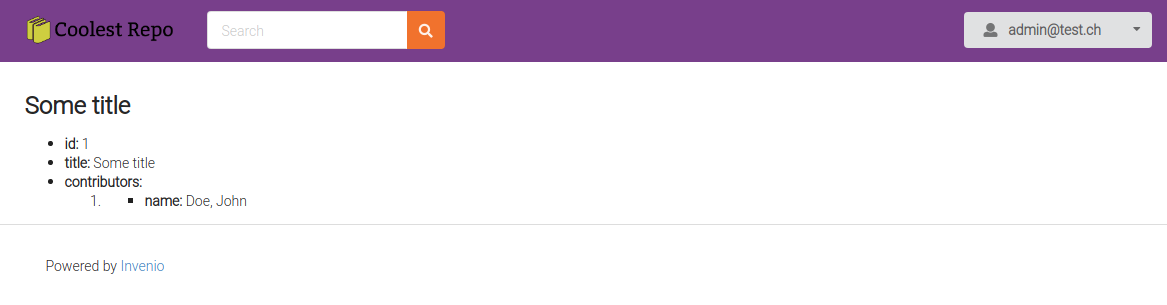 Coolest Repo
Search
admin@test.ch
Some title
id: 1
title: Some title
contributors:
1.
name: Doe, John
Powered by Invenio